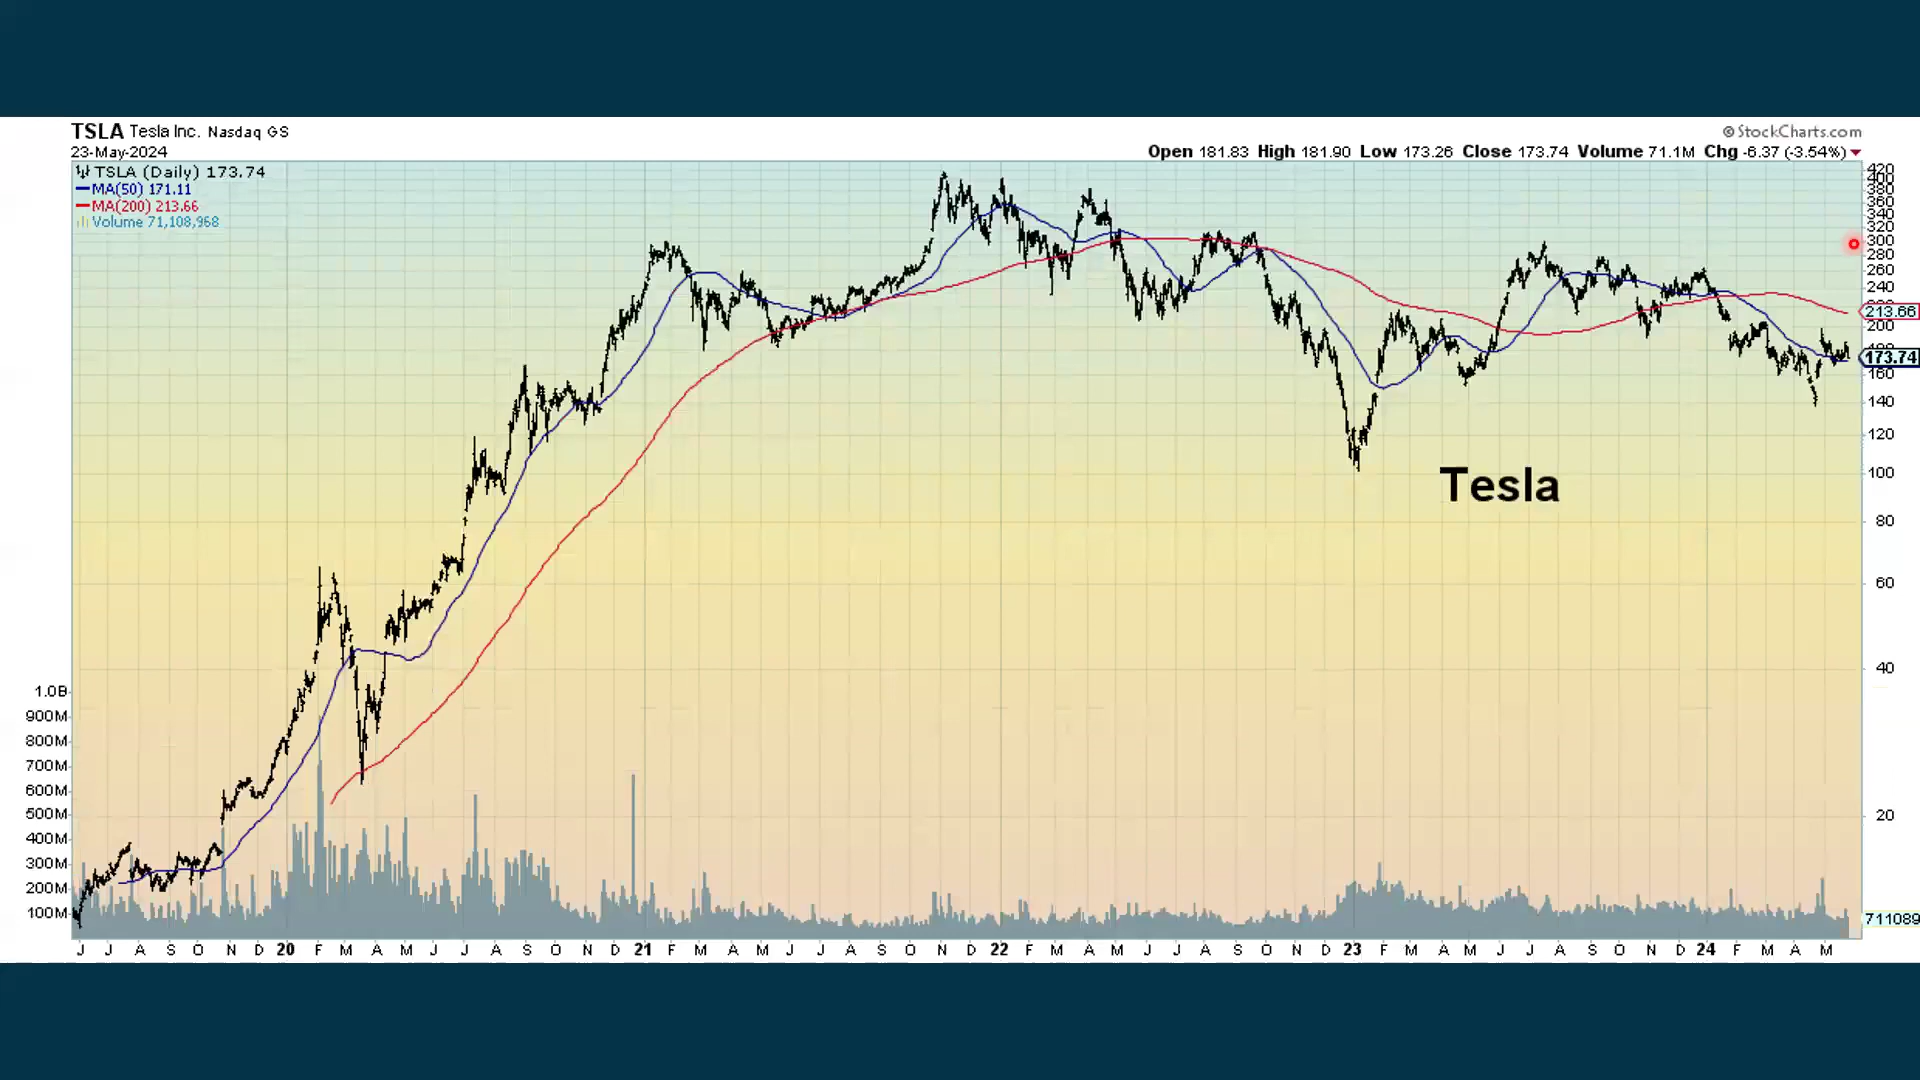 TSLA Tesla Inc. Nasdaq GS
© StockCharts.com
23-May-2024
Open 181.83 High 181.90 Low 173.26 Close 173.74 Volume 71.1M Chg -6.37 (-3.54%)
TSLA (Daily) 173.74
MA(50) 171.11
MA(200) 213.66
Volume 71,108,968
420
400
380
360
340
320
300
280
260
240
213.66
200
173.74
160
140
120
100
80
60
40
20
Tesla
1.0B
900M
800M
700M
600M
500M
400M
300M
200M
100M
711089
J J A S O N D 20 F M A M J J A S O N D 21 F M A M J J A S O N D 22 F M A M J J A S O N D 23 F M A M J J A S O N D 24 F M A M